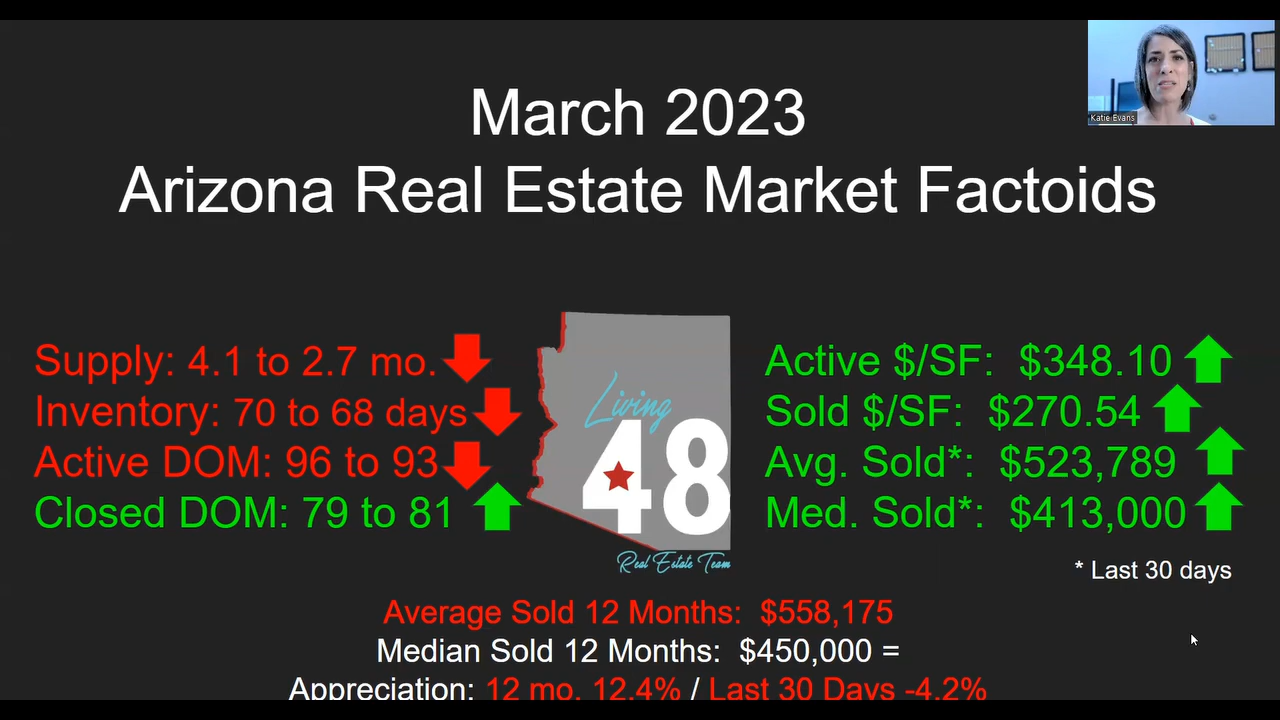 Katie Evans
March 2023
Arizona Real Estate Market Factoids
Supply: 4.1 to 2.7 mo.
Inventory: 70 to 68 days
Active DOM: 96 to 93
Closed DOM: 79 to 81
Living
48
Real Estate Team
Active $/SF: $348.10
Sold $/SF: $270.54
Avg. Sold*: $523,789
Med. Sold*: $413,000
* Last 30 days
Average Sold 12 Months: $558,175
Median Sold 12 Months: $450,000 =
Appreciation: 12 mo. 12.4% / Last 30 Days -4.2%